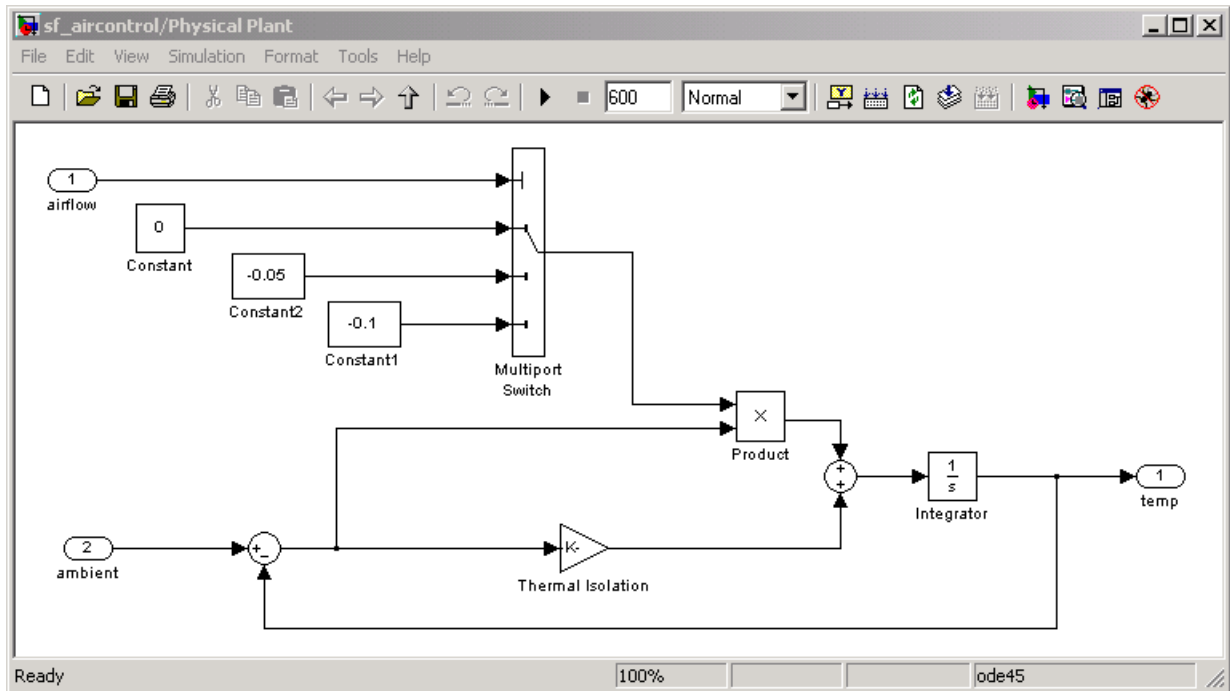 sf_aircontrol/Physical Plant
File Edit View Simulation Format Tools Help
600 Normal
1
airflow
0
Constant
-0.05
Constant2
-0.1
Constant1
Multiport
Switch
×
Product
+
+
1
s
Integrator
1
temp
2
ambient
+
-
-K-
Thermal Isolation
Ready 100% ode45